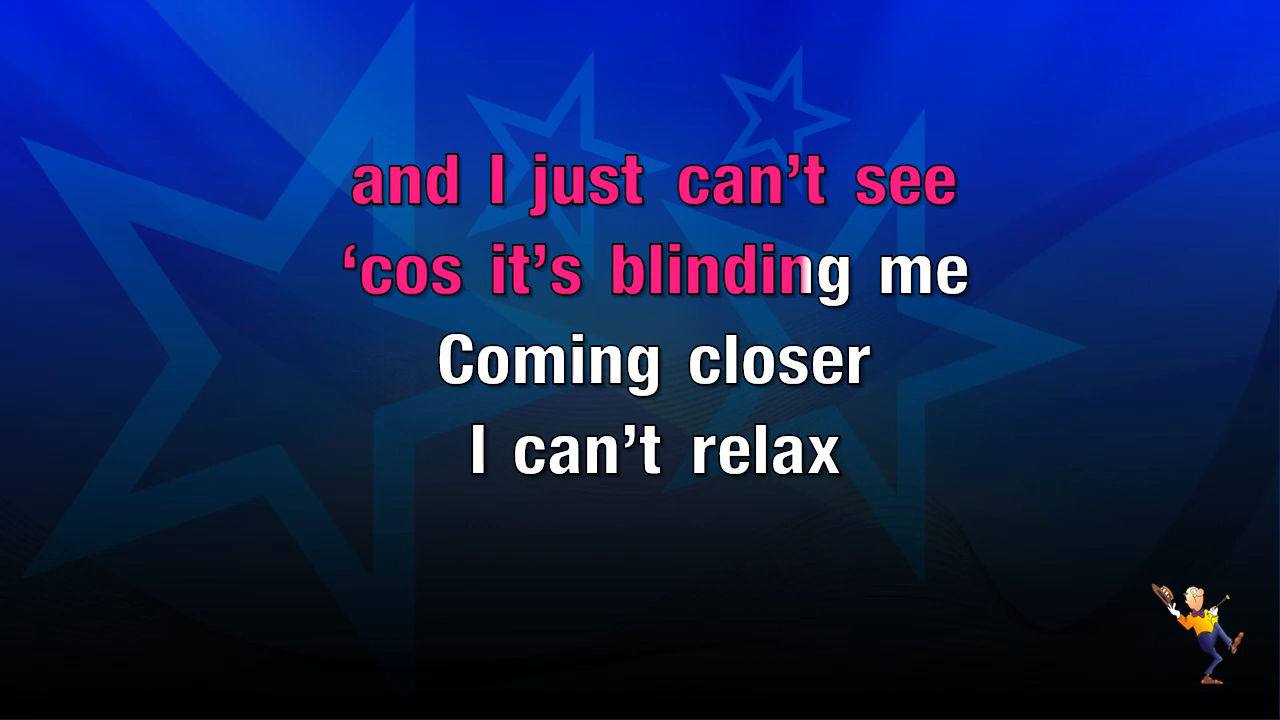 and I just can’t see
‘cos it’s blinding me
Coming closer
I can’t relax